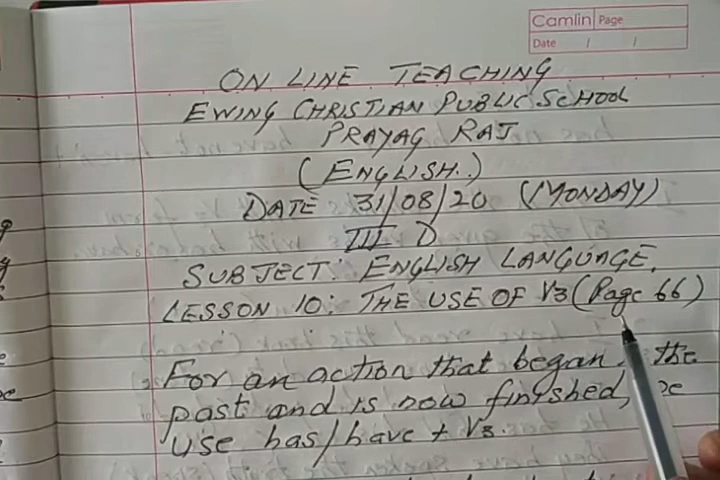 Camlin Page
Date / /
ON LINE TEACHING
EWING CHRISTIAN PUBLIC SCHOOL
PRAYAG RAJ
(ENGLISH.)
DATE 31/08/20 (MONDAY)
III D
SUBJECT: ENGLISH LANGUAGE.
LESSON 10: THE USE OF V3 (Page 66)
For an action that began the
past and is now finished,
use has/have + V3.